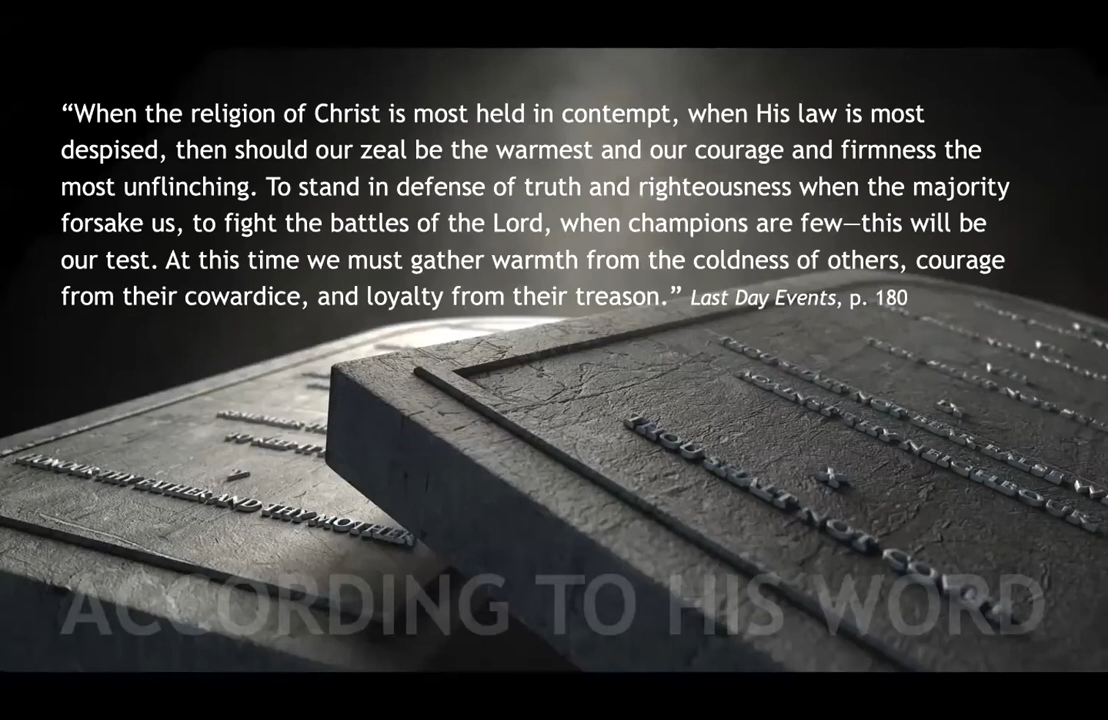 “When the religion of Christ is most held in contempt, when His law is most
despised, then should our zeal be the warmest and our courage and firmness the
most unflinching. To stand in defense of truth and righteousness when the majority
forsake us, to fight the battles of the Lord, when champions are few—this will be
our test. At this time we must gather warmth from the coldness of others, courage
from their cowardice, and loyalty from their treason.” Last Day Events, p. 180
V
HONOUR THY FATHER AND THY MOTHER
X
THOU SHALT NOT COVET
ACCORDING TO HIS WORD